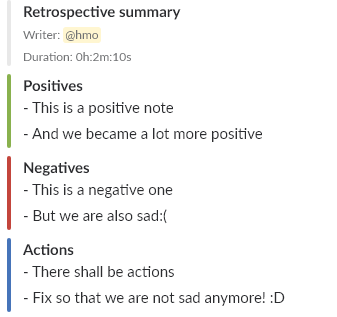 Retrospective summary
Writer: @hmo
Duration: 0h:2m:10s
Positives
- This is a positive note
- And we became a lot more positive
Negatives
- This is a negative one
- But we are also sad:(
Actions
- There shall be actions
- Fix so that we are not sad anymore! :D